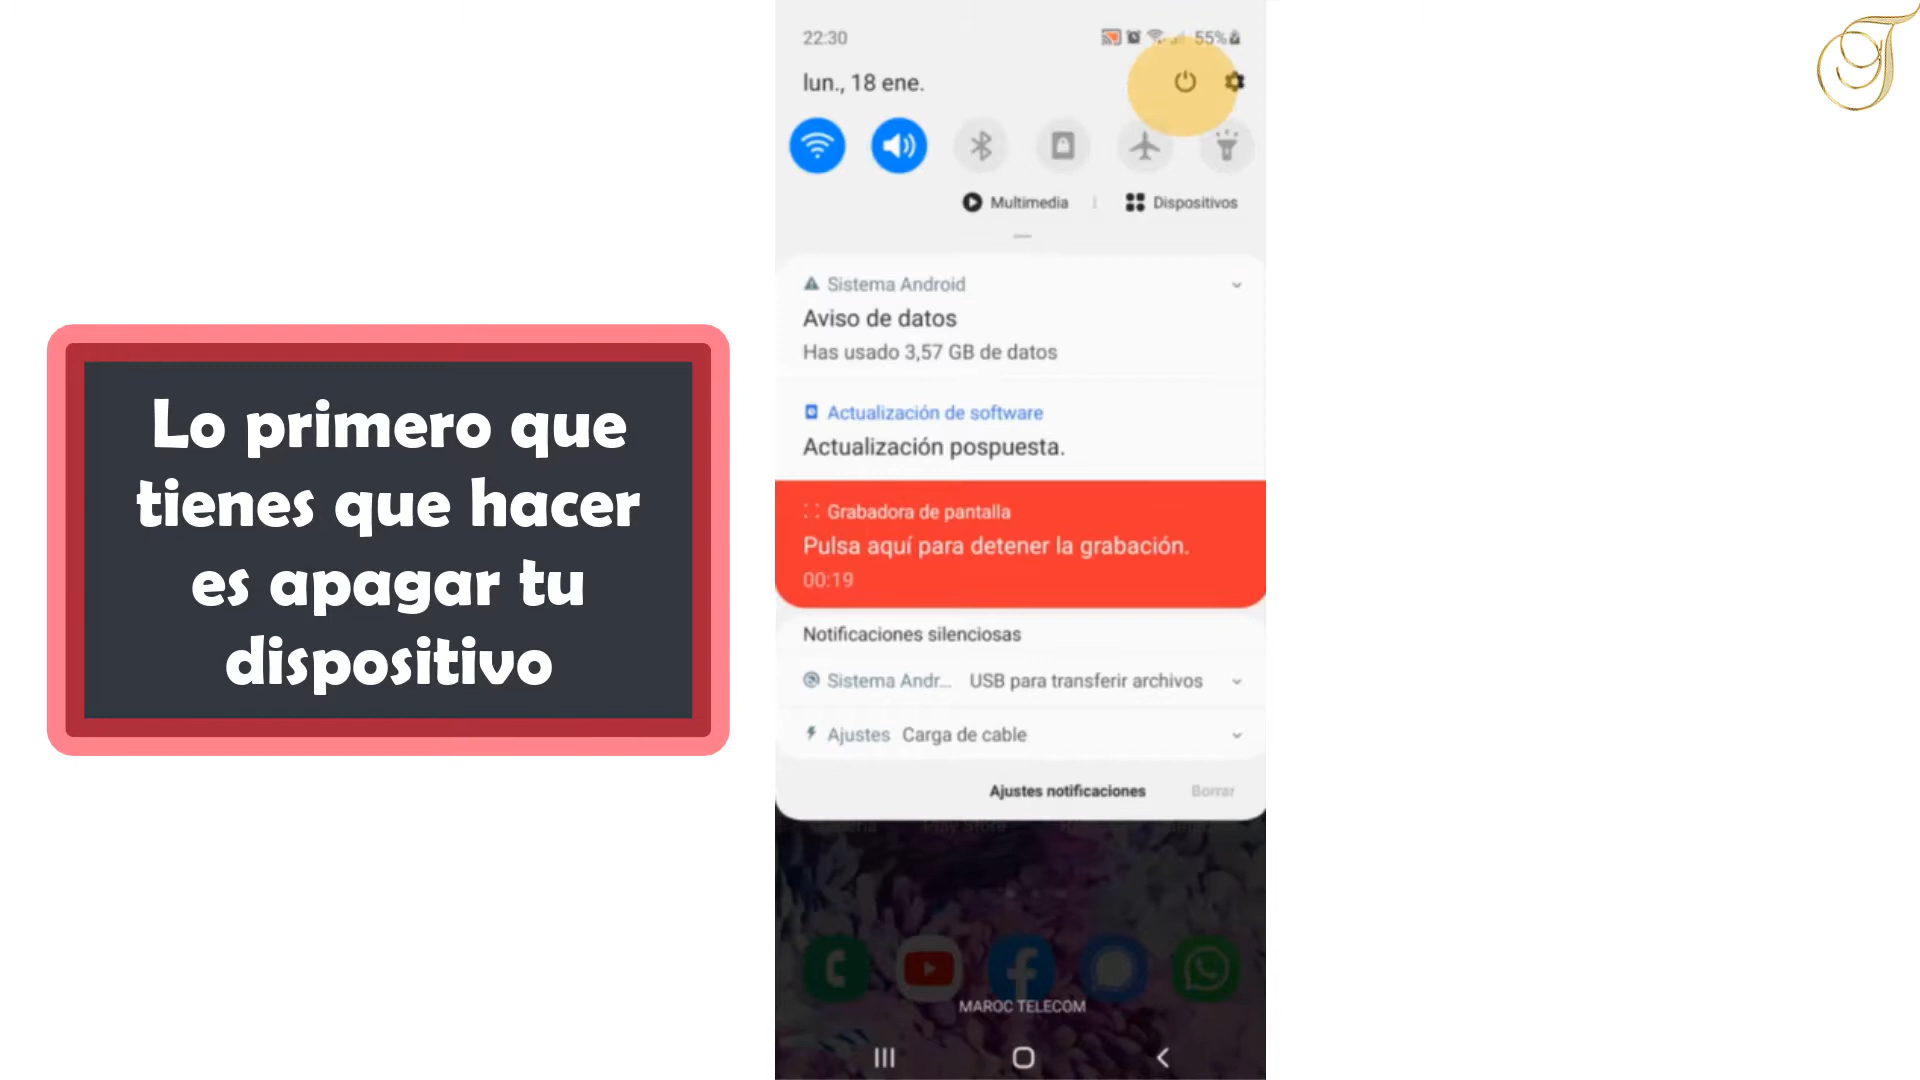 Lo primero que
tienes que hacer
es apagar tu
dispositivo
22:30
55%
lun., 18 ene.
Multimedia
Dispositivos
Sistema Android
Aviso de datos
Has usado 3,57 GB de datos
Actualización de software
Actualización pospuesta.
Grabadora de pantalla
Pulsa aquí para detener la grabación.
00:19
Notificaciones silenciosas
Sistema Andr... USB para transferir archivos
Ajustes Carga de cable
Ajustes notificaciones Borrar
Play Store
MAROC TELECOM